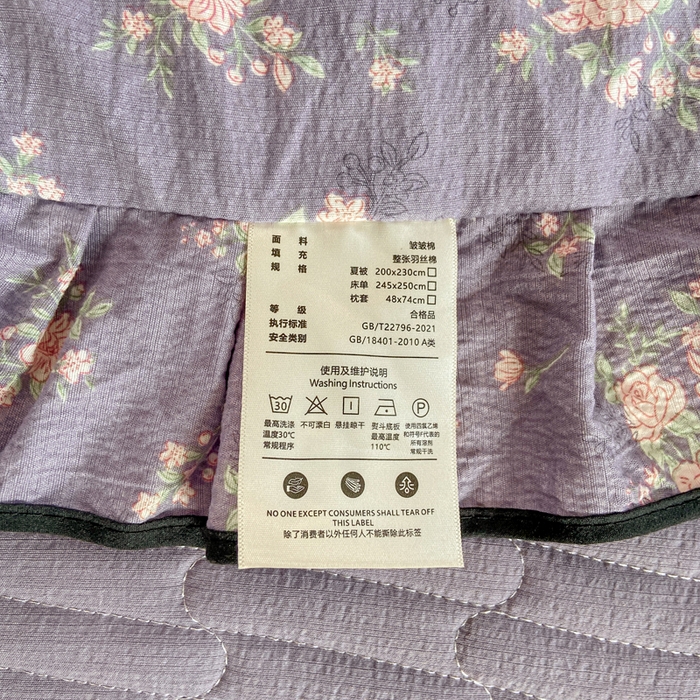 面 料 皱皱棉
填 充 整张羽丝棉
规 格
夏被 200x230cm
床单 245x250cm
枕套 48x74cm
等 级 合格品
执行标准 GB/T22796-2021
安全类别 GB/18401-2010 A类
使用及维护说明
Washing Instructions
30 P
最高洗涤 温度30℃ 常规程序
不可漂白
悬挂晾干
熨斗底板 最高温度 110℃
使用四氯乙烯 和符号F代表的 所有溶剂 常规干洗
NO ONE EXCEPT CONSUMERS SHALL TEAR OFF
THIS LABEL
除了消费者以外任何人不能撕除此标签